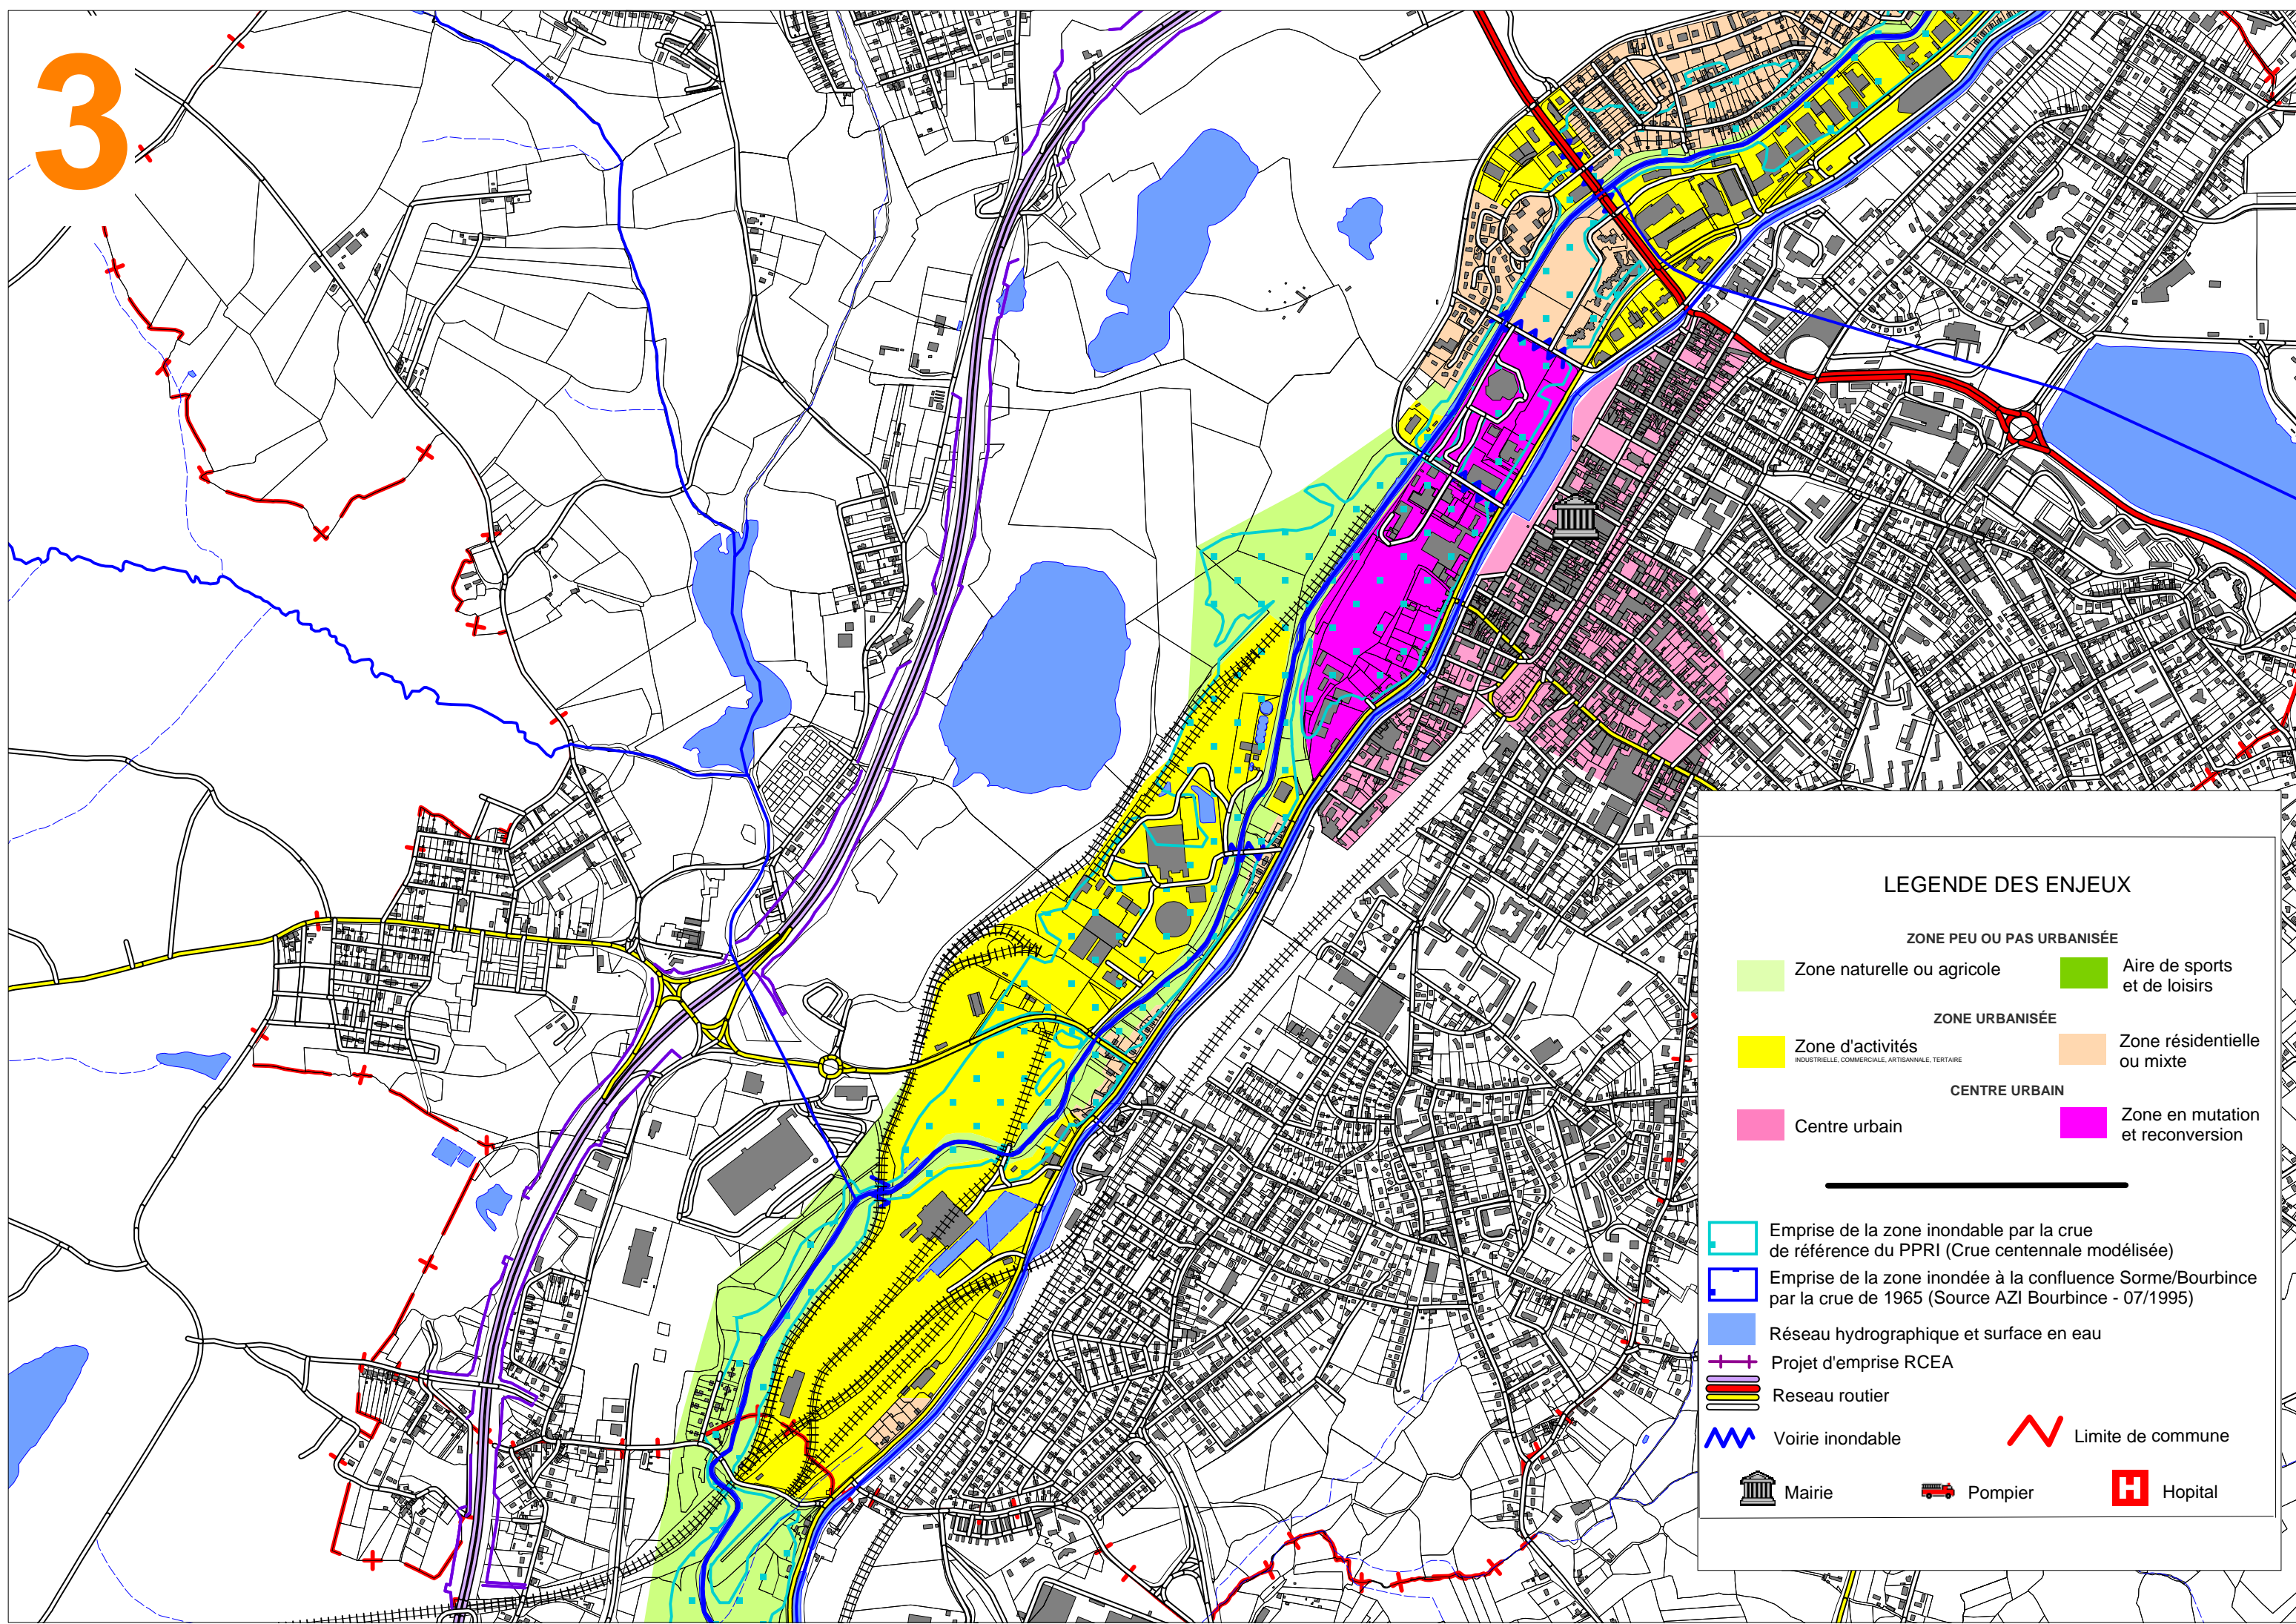 3
LEGENDE DES ENJEUX
ZONE PEU OU PAS URBANISÉE
Zone naturelle ou agricole
Aire de sports
et de loisirs
ZONE URBANISÉE
Zone d'activités
INDUSTRIELLE, COMMERCIALE, ARTISANNALE, TERTAIRE
Zone résidentielle
ou mixte
CENTRE URBAIN
Centre urbain
Zone en mutation
et reconversion
Emprise de la zone inondable par la crue
de référence du PPRI (Crue centennale modélisée)
Emprise de la zone inondée à la confluence Sorme/Bourbince
par la crue de 1965 (Source AZI Bourbince - 07/1995)
Réseau hydrographique et surface en eau
Projet d'emprise RCEA
Reseau routier
Voirie inondable
Limite de commune
Mairie
Pompier
H
Hopital